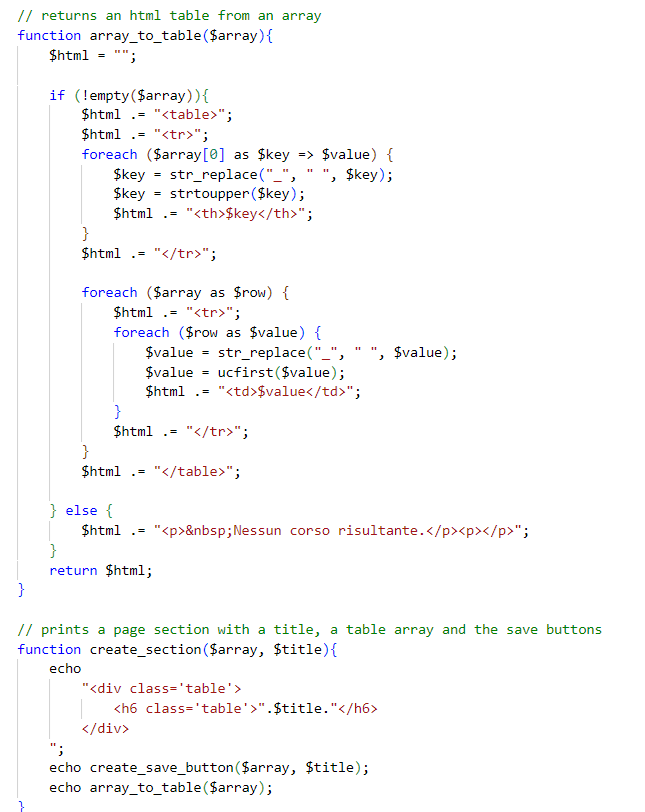 // returns an html table from an array
function array_to_table($array){
    $html = "";

    if (!empty($array)){
        $html .= "<table>";
        $html .= "<tr>";
        foreach ($array[0] as $key => $value) {
            $key = str_replace("_", " ", $key);
            $key = strtoupper($key);
            $html .= "<th>$key</th>";
        }
        $html .= "</tr>";

        foreach ($array as $row) {
            $html .= "<tr>";
            foreach ($row as $value) {
                $value = str_replace("_", " ", $value);
                $value = ucfirst($value);
                $html .= "<td>$value</td>";
            }
            $html .= "</tr>";
        }
        $html .= "</table>";

    } else {
        $html .= "<p>&nbsp;Nessun corso risultante.</p><p></p>";
    }
    return $html;
}

// prints a page section with a title, a table array and the save buttons
function create_section($array, $title){
    echo
        "<div class='table'>
            <h6 class='table'>".$title."</h6>
        </div>
    ";
    echo create_save_button($array, $title);
    echo array_to_table($array);
}